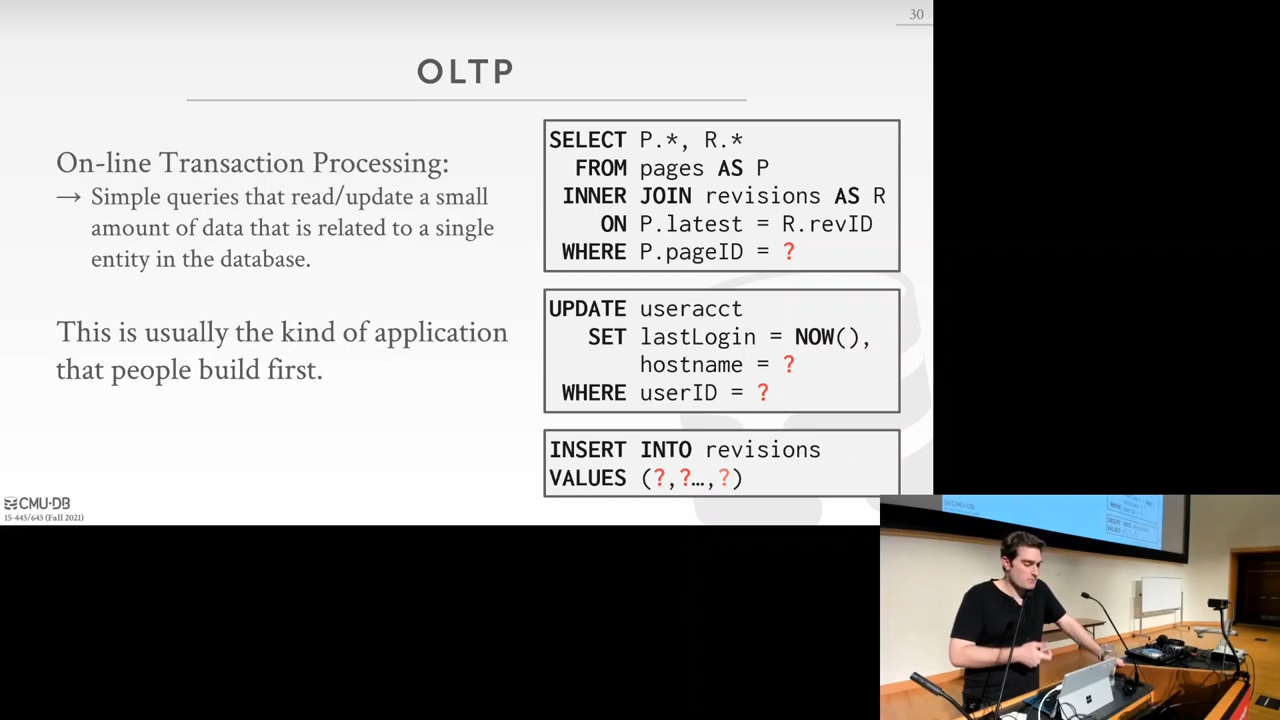 30
OLTP
On-line Transaction Processing:
→ Simple queries that read/update a small
amount of data that is related to a single
entity in the database.
This is usually the kind of application
that people build first.
SELECT P.*, R.*
FROM pages AS P
INNER JOIN revisions AS R
ON P.latest = R.revID
WHERE P.pageID = ?
UPDATE useracct
SET lastLogin = NOW(),
hostname = ?
WHERE userID = ?
INSERT INTO revisions
VALUES (?,?…,?)
CMU·DB
15-445/645 (Fall 2021)